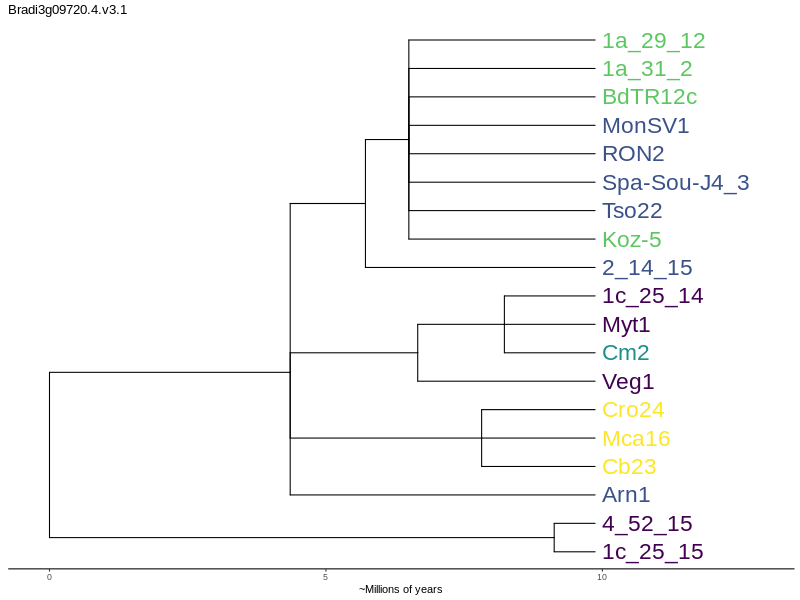 Bradi3g09720.4.v3.1
1a_29_12
1a_31_2
BdTR12c
MonSV1
RON2
Spa-Sou-J4_3
Tso22
Koz-5
2_14_15
1c_25_14
Myt1
Cm2
Veg1
Cro24
Mca16
Cb23
Arn1
4_52_15
1c_25_15
0 5 10
~Millions of years